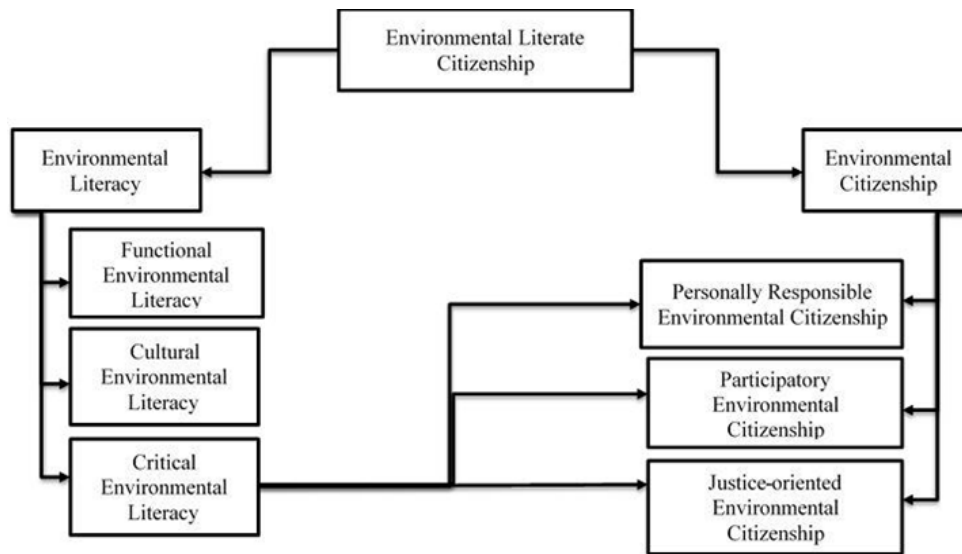 Environmental Literate
Citizenship
Environmental
Literacy
Environmental
Citizenship
Functional
Environmental
Literacy
Cultural
Environmental
Literacy
Critical
Environmental
Literacy
Personally Responsible
Environmental Citizenship
Participatory
Environmental
Citizenship
Justice-oriented
Environmental
Citizenship